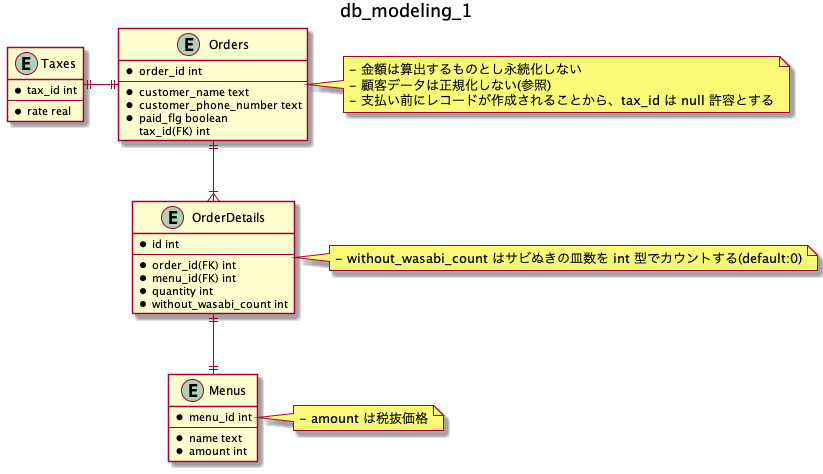 db_modeling_1
E Taxes
tax_id int
rate real
E Orders
order_id int
customer_name text
customer_phone_number text
paid_flg boolean
tax_id(FK) int
- 金額は算出するものとし永続化しない
- 顧客データは正規化しない(参照)
- 支払い前にレコードが作成されることから、tax_id は null 許容とする
E OrderDetails
id int
order_id(FK) int
menu_id(FK) int
quantity int
without_wasabi_count int
- without_wasabi_count はサビぬきの皿数を int 型でカウントする(default:0)
E Menus
menu_id int
name text
amount int
- amount は税抜価格